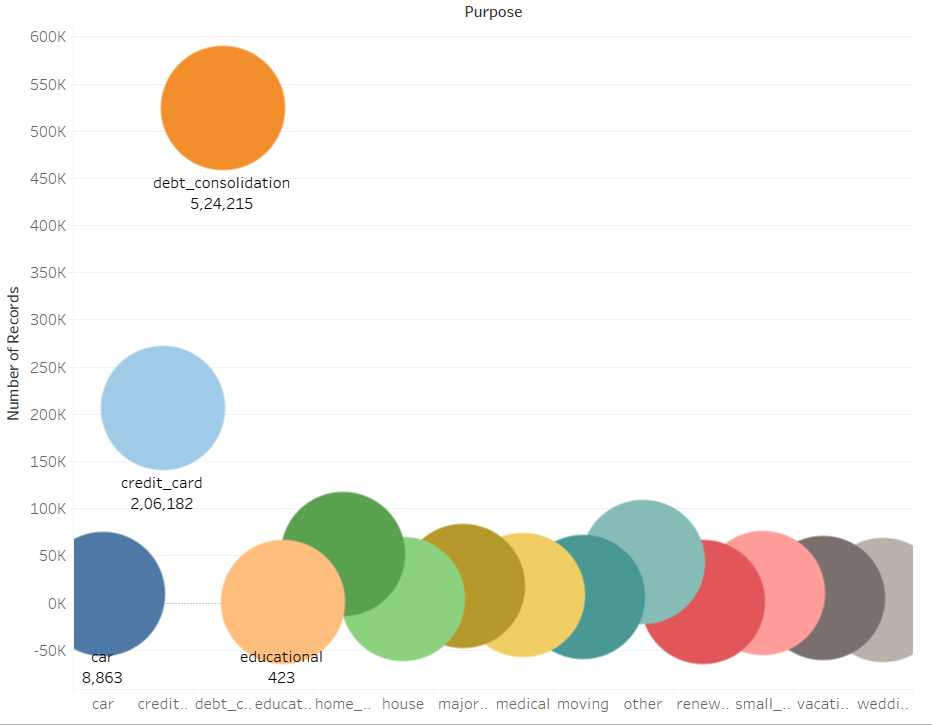 Purpose
600K
550K
500K
450K
400K
350K
300K
250K
200K
150K
100K
50K
0K
-50K
Number of Records
debt_consolidation
5,24,215
credit_card
2,06,182
car
8,863
educational
423
car credit.. debt_c.. educat.. home_.. house major.. medical moving other renew.. small_.. vacati.. weddi..